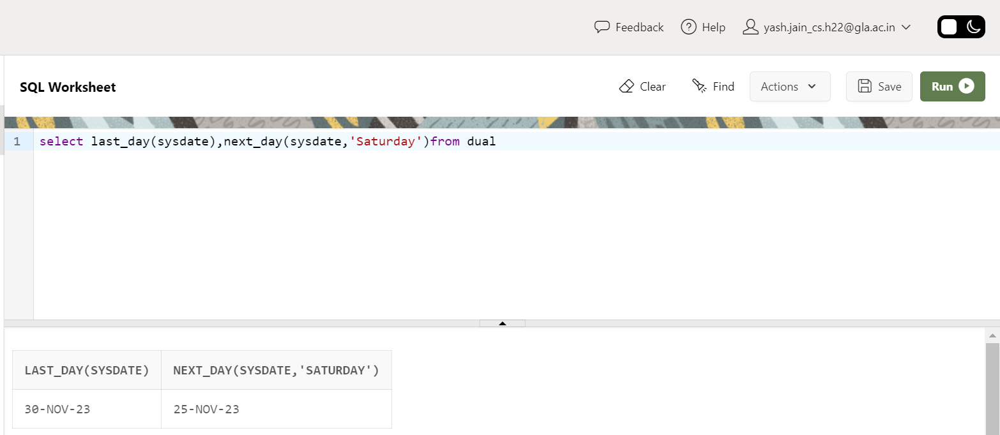 Feedback Help yash.jain_cs.h22@gla.ac.in
SQL Worksheet Clear Find Actions Save Run
1 select last_day(sysdate),next_day(sysdate,'Saturday')from dual
LAST_DAY(SYSDATE) NEXT_DAY(SYSDATE,'SATURDAY')
30-NOV-23 25-NOV-23